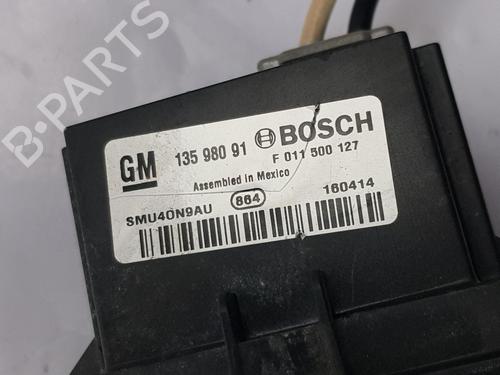 B-PARTS
GM 135 980 91 BOSCH
F 011 500 127
Assembled in Mexico
SMU40N9AU 864 160414